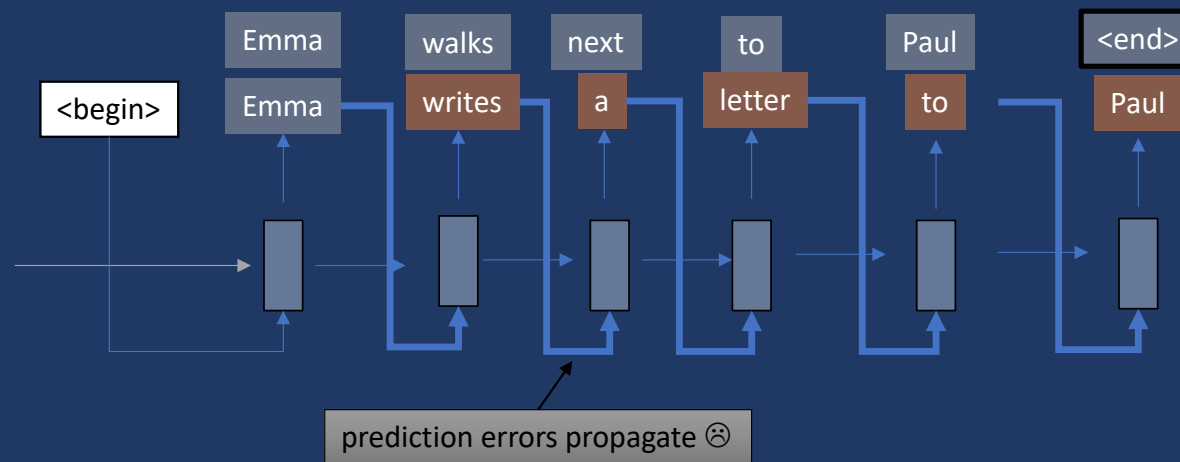 Emma walks next to Paul <end>
<begin> Emma writes a letter to Paul
prediction errors propagate ☹